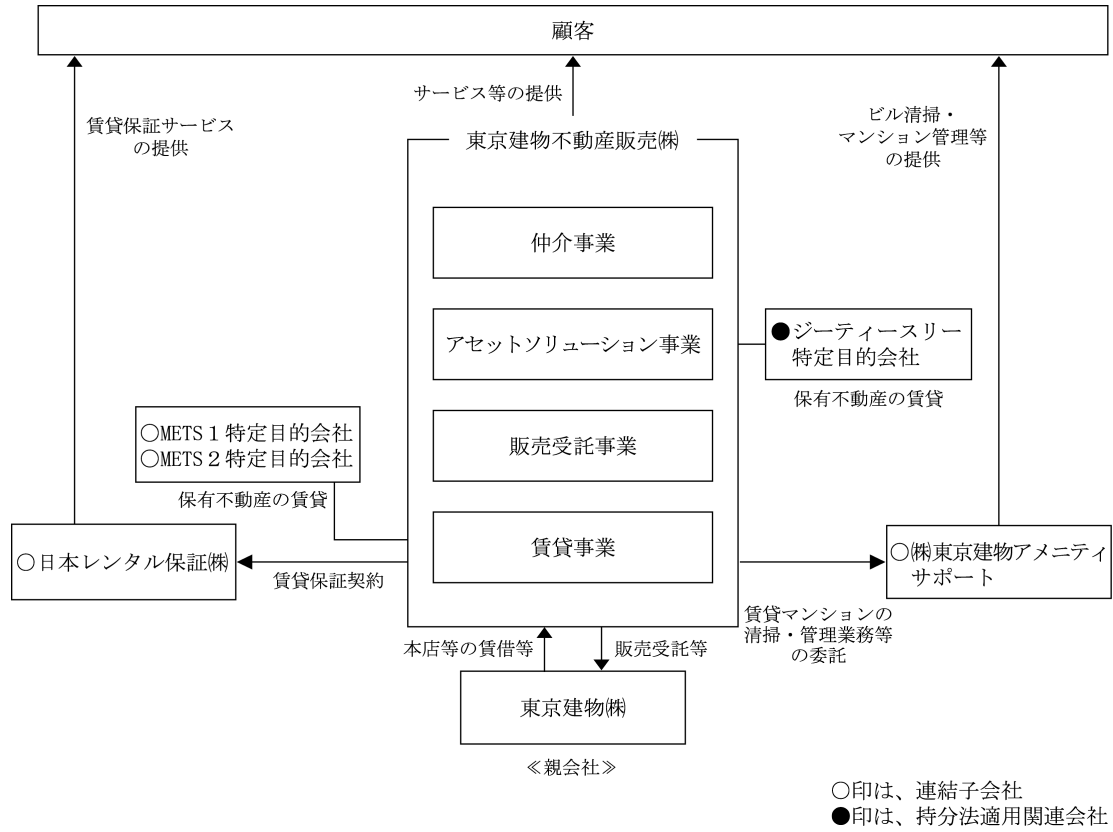 顧客
サービス等の提供
賃貸保証サービス
の提供
ビル清掃・
マンション管理等
の提供
東京建物不動産販売㈱
仲介事業
アセットソリューション事業
●ジーティースリー
特定目的会社
保有不動産の賃貸
○METS１特定目的会社
○METS２特定目的会社
保有不動産の賃貸
販売受託事業
賃貸事業
○日本レンタル保証㈱
賃貸保証契約
○㈱東京建物アメニティ
サポート
賃貸マンションの
清掃・管理業務等
の委託
本店等の賃借等
販売受託等
東京建物㈱
≪親会社≫
○印は、連結子会社
●印は、持分法適用関連会社